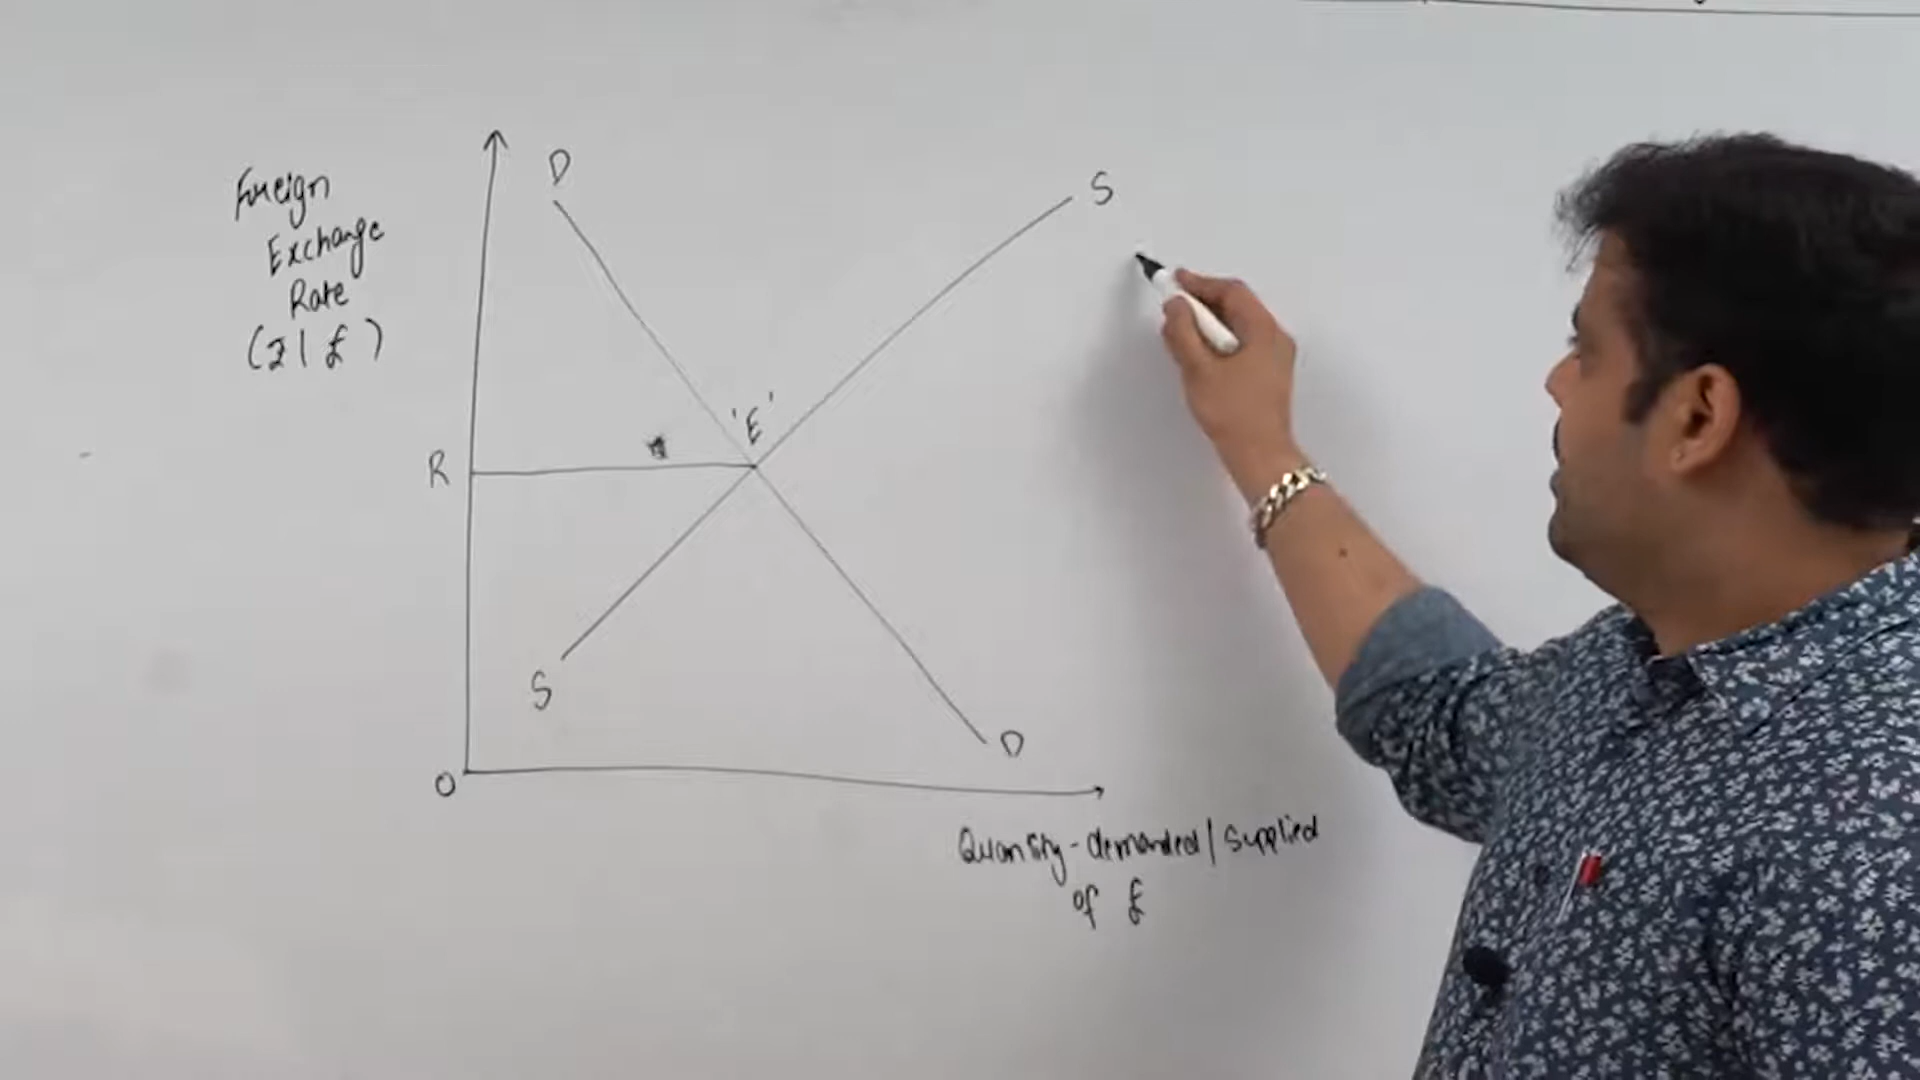 D
S
Foreign
Exchange
Rate
(₹ | £)
'E'
R
S
D
O
Quantity-demanded/Supplied
of £